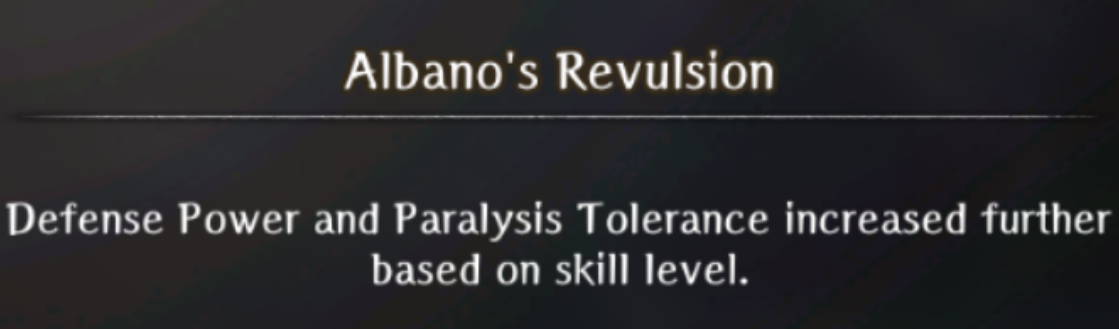 Albano's Revulsion
Defense Power and Paralysis Tolerance increased further
based on skill level.